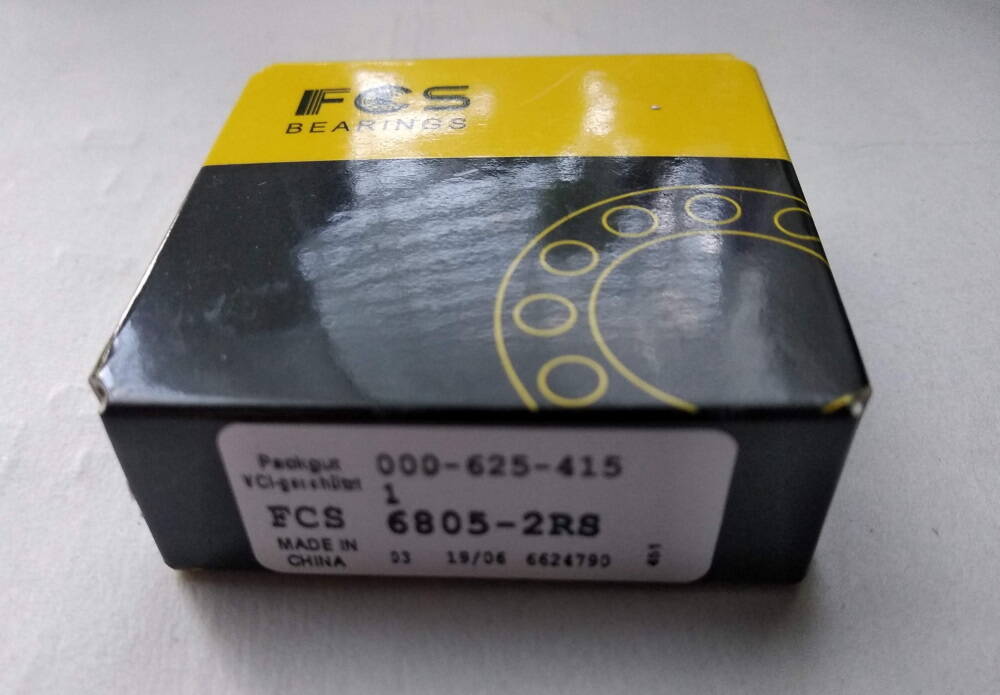 FCS
BEARINGS
Packgut 000-625-415
VCI-geschützt
1
FCS 6805-2RS
MADE IN
CHINA 03 19/06 6624790
461